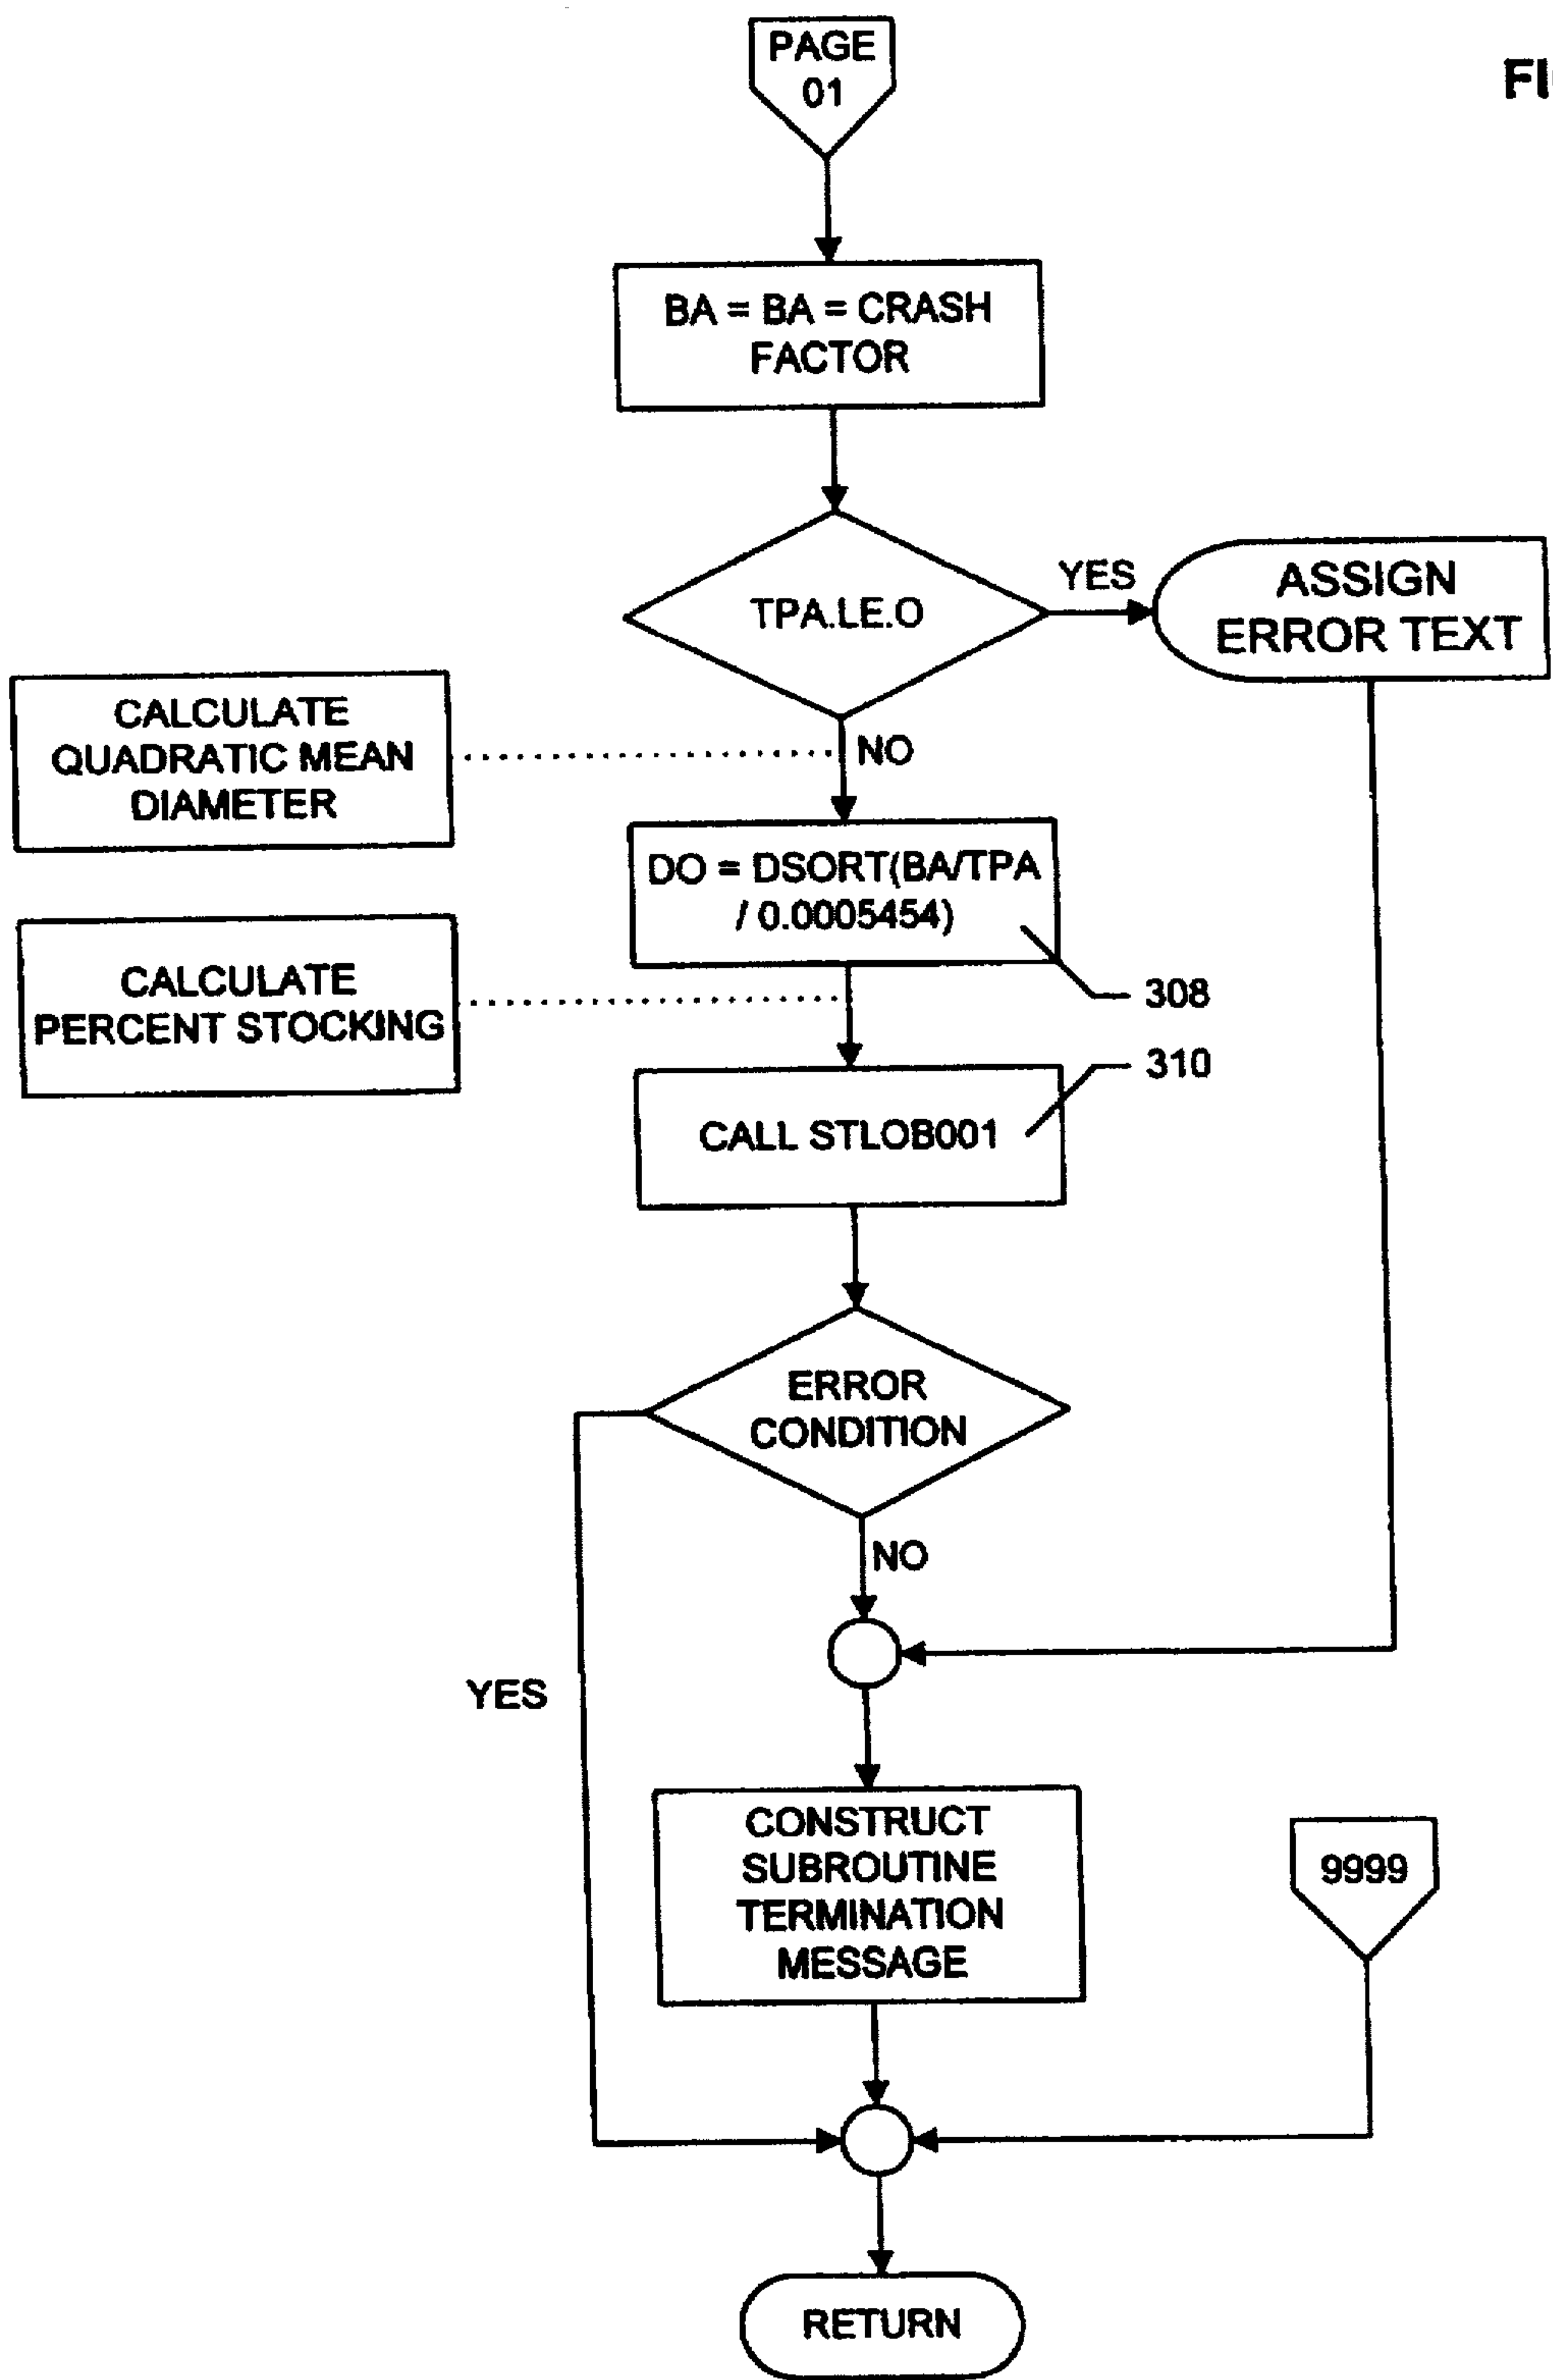 PAGE
01
FI
BA = BA = CRASH
FACTOR
TPA.LE.O
YES
ASSIGN
ERROR TEXT
CALCULATE
QUADRATIC MEAN
DIAMETER
NO
DO = DSORT(BA/TPA
/ 0.0005454)
308
CALCULATE
PERCENT STOCKING
310
CALL STLOB001
ERROR
CONDITION
NO
YES
CONSTRUCT
SUBROUTINE
TERMINATION
MESSAGE
9999
RETURN